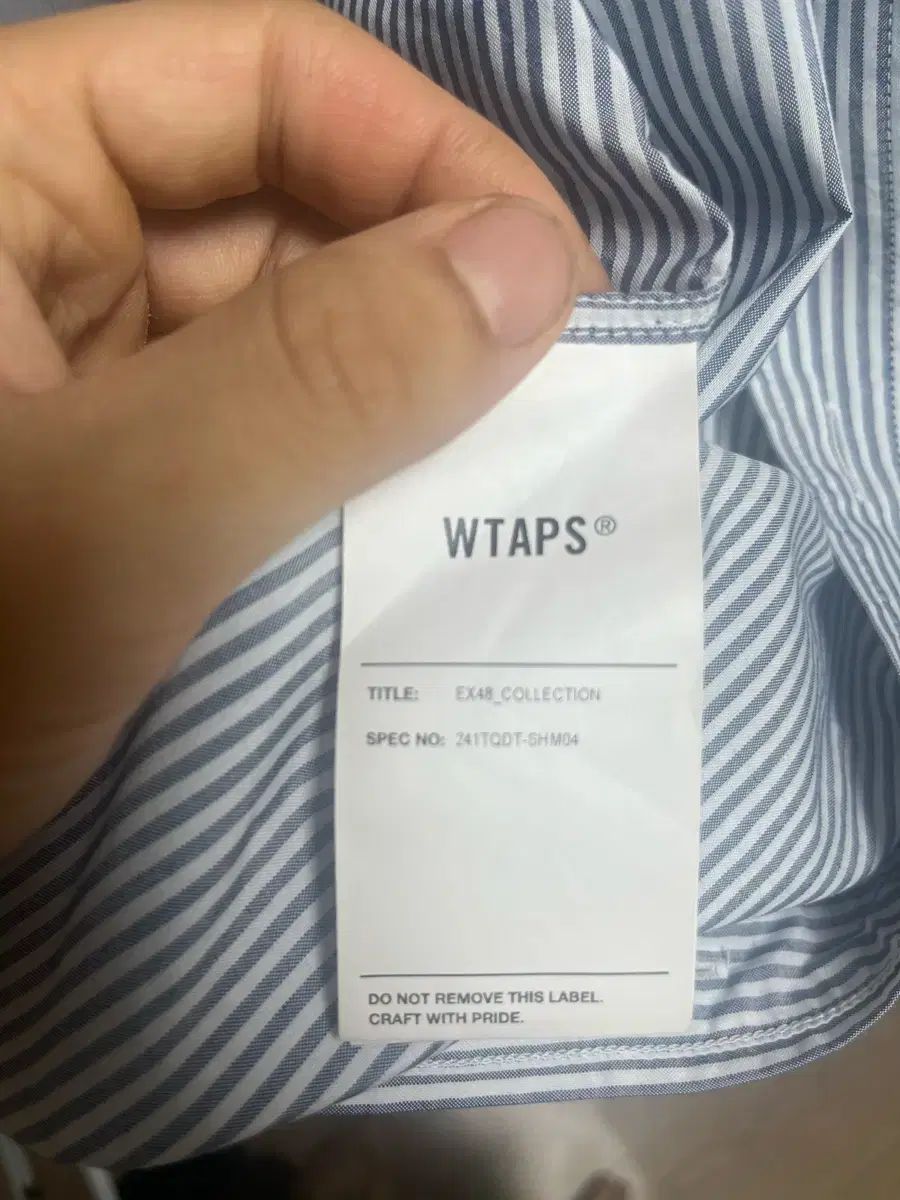 WTAPS®
TITLE: EX48_COLLECTION
SPEC NO: 241TQDT-SHM04
DO NOT REMOVE THIS LABEL.
CRAFT WITH PRIDE.